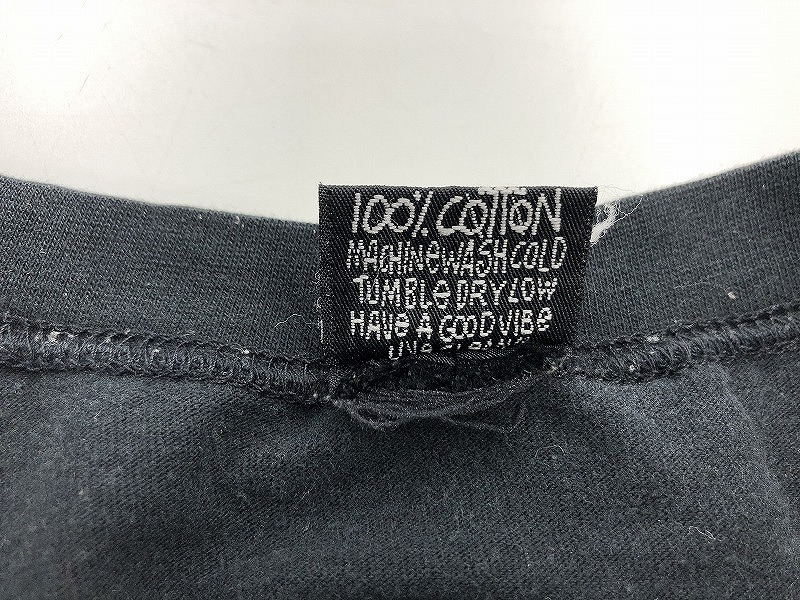 100% COTTON
MACHINe WASH COLD
TUMBLe DRY LOW
HAVe A GOOD VIBe